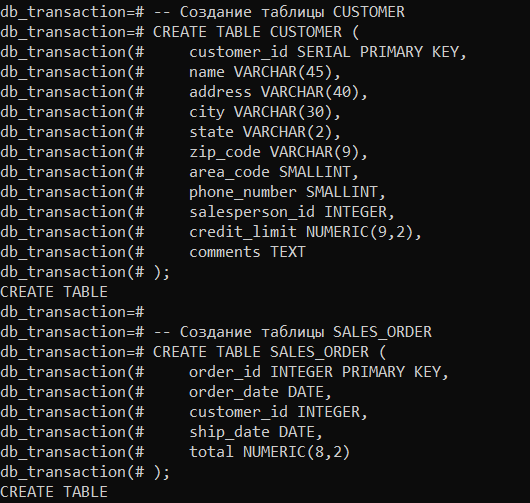 db_transaction=# -- Создание таблицы CUSTOMER
db_transaction=# CREATE TABLE CUSTOMER (
db_transaction(#     customer_id SERIAL PRIMARY KEY,
db_transaction(#     name VARCHAR(45),
db_transaction(#     address VARCHAR(40),
db_transaction(#     city VARCHAR(30),
db_transaction(#     state VARCHAR(2),
db_transaction(#     zip_code VARCHAR(9),
db_transaction(#     area_code SMALLINT,
db_transaction(#     phone_number SMALLINT,
db_transaction(#     salesperson_id INTEGER,
db_transaction(#     credit_limit NUMERIC(9,2),
db_transaction(#     comments TEXT
db_transaction(# );
CREATE TABLE
db_transaction=#
db_transaction=# -- Создание таблицы SALES_ORDER
db_transaction=# CREATE TABLE SALES_ORDER (
db_transaction(#     order_id INTEGER PRIMARY KEY,
db_transaction(#     order_date DATE,
db_transaction(#     customer_id INTEGER,
db_transaction(#     ship_date DATE,
db_transaction(#     total NUMERIC(8,2)
db_transaction(# );
CREATE TABLE